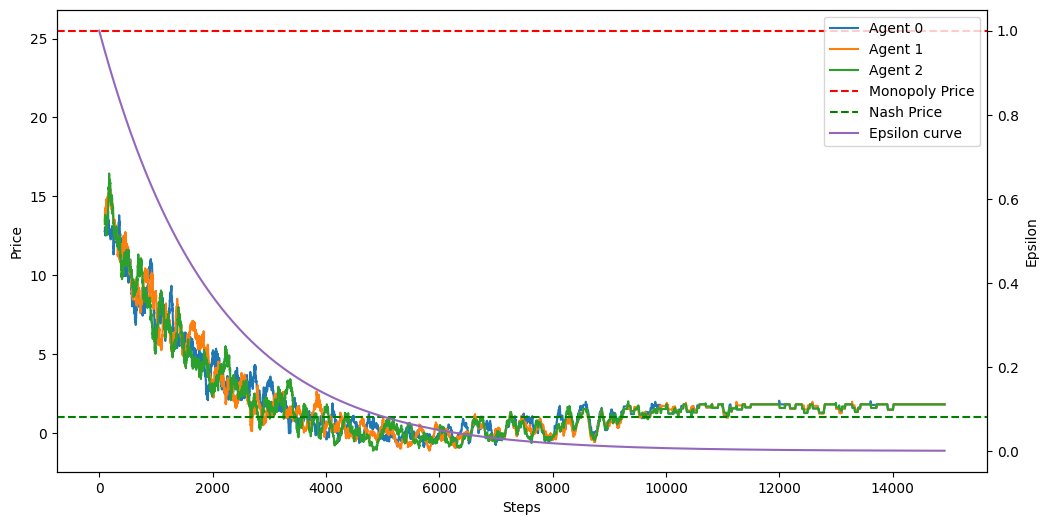 25
20
15
10
5
0
Price
0
2000
4000
6000
8000
10000
12000
14000
Steps
1.0
0.8
0.6
0.4
0.2
0.0
Epsilon
Agent 0
Agent 1
Agent 2
Monopoly Price
Nash Price
Epsilon curve